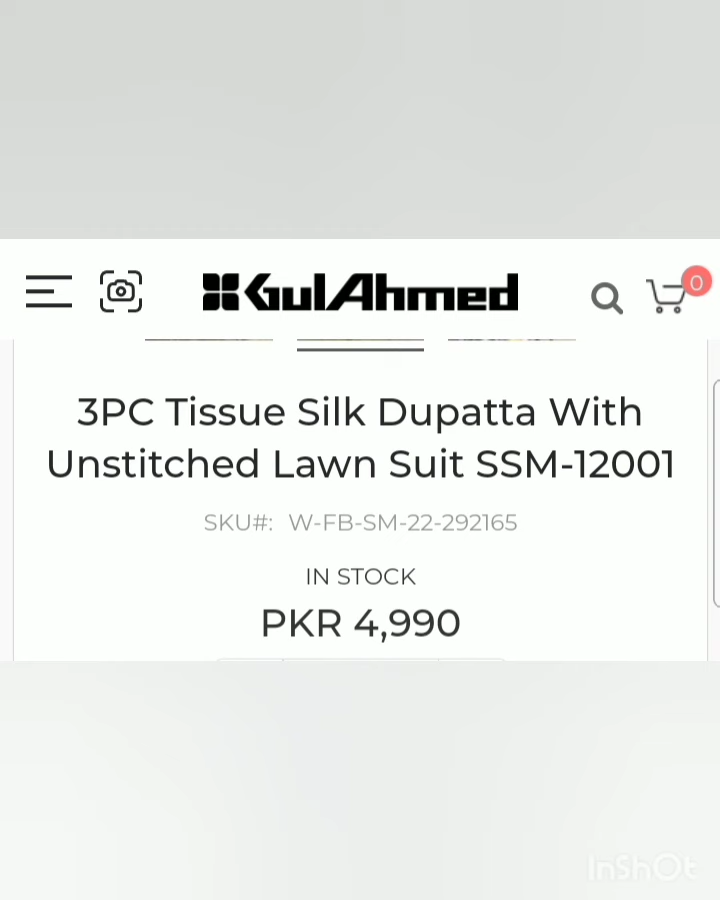 GulAhmed
0
3PC Tissue Silk Dupatta With
Unstitched Lawn Suit SSM-12001
SKU#: W-FB-SM-22-292165
IN STOCK
PKR 4,990
InShOt